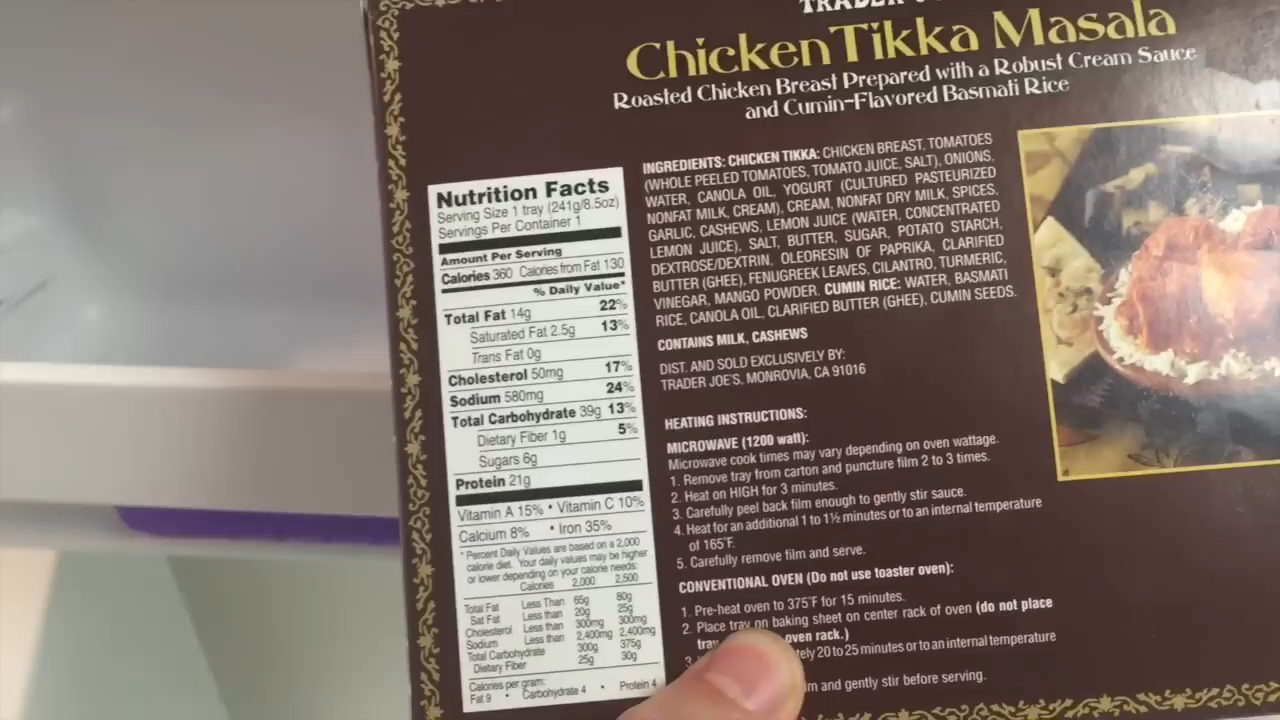 Chicken Tikka Masala
Roasted Chicken Breast Prepared with a Robust Cream Sauce
and Cumin-Flavored Basmati Rice
Nutrition Facts
Serving Size 1 tray (241g/8.5oz)
Servings Per Container 1
Amount Per Serving
Calories 360 Calories from Fat 130
% Daily Value*
Total Fat 14g 22%
Saturated Fat 2.5g 13%
Trans Fat 0g
Cholesterol 50mg 17%
Sodium 580mg 24%
Total Carbohydrate 39g 13%
Dietary Fiber 1g 5%
Sugars 6g
Protein 21g
Vitamin A 15% • Vitamin C 10%
Calcium 8% • Iron 35%
* Percent Daily Values are based on a 2,000
calorie diet. Your daily values may be higher
or lower depending on your calorie needs:
Calories 2,000 2,500
Total Fat Less Than 65g 80g
Sat Fat Less than 20g 25g
Cholesterol Less than 300mg 300mg
Sodium Less than 2,400mg 2,400mg
Total Carbohydrate 300g 375g
Dietary Fiber 25g 30g
Calories per gram:
Fat 9 • Carbohydrate 4 • Protein 4
INGREDIENTS: CHICKEN TIKKA: CHICKEN BREAST, TOMATOES
(WHOLE PEELED TOMATOES, TOMATO JUICE, SALT), ONIONS,
WATER, CANOLA OIL, YOGURT (CULTURED PASTEURIZED
NONFAT MILK, CREAM), CREAM, NONFAT DRY MILK, SPICES,
GARLIC, CASHEWS, LEMON JUICE (WATER, CONCENTRATED
LEMON JUICE), SALT, BUTTER, SUGAR, POTATO STARCH,
DEXTROSE/DEXTRIN, OLEORESIN OF PAPRIKA, CLARIFIED
BUTTER (GHEE), FENUGREEK LEAVES, CILANTRO, TURMERIC,
VINEGAR, MANGO POWDER. CUMIN RICE: WATER, BASMATI
RICE, CANOLA OIL, CLARIFIED BUTTER (GHEE), CUMIN SEEDS.
CONTAINS MILK, CASHEWS
DIST. AND SOLD EXCLUSIVELY BY:
TRADER JOE'S, MONROVIA, CA 91016
HEATING INSTRUCTIONS:
MICROWAVE (1200 watt):
Microwave cook times may vary depending on oven wattage.
1. Remove tray from carton and puncture film 2 to 3 times.
2. Heat on HIGH for 3 minutes.
3. Carefully peel back film enough to gently stir sauce.
4. Heat for an additional 1 to 1½ minutes or to an internal temperature
of 165°F.
5. Carefully remove film and serve.
CONVENTIONAL OVEN (Do not use toaster oven):
1. Pre-heat oven to 375°F for 15 minutes.
2. Place tray on baking sheet on center rack of oven (do not place
oven rack.)
3. 20 to 25 minutes or to an internal temperature
and gently stir before serving.